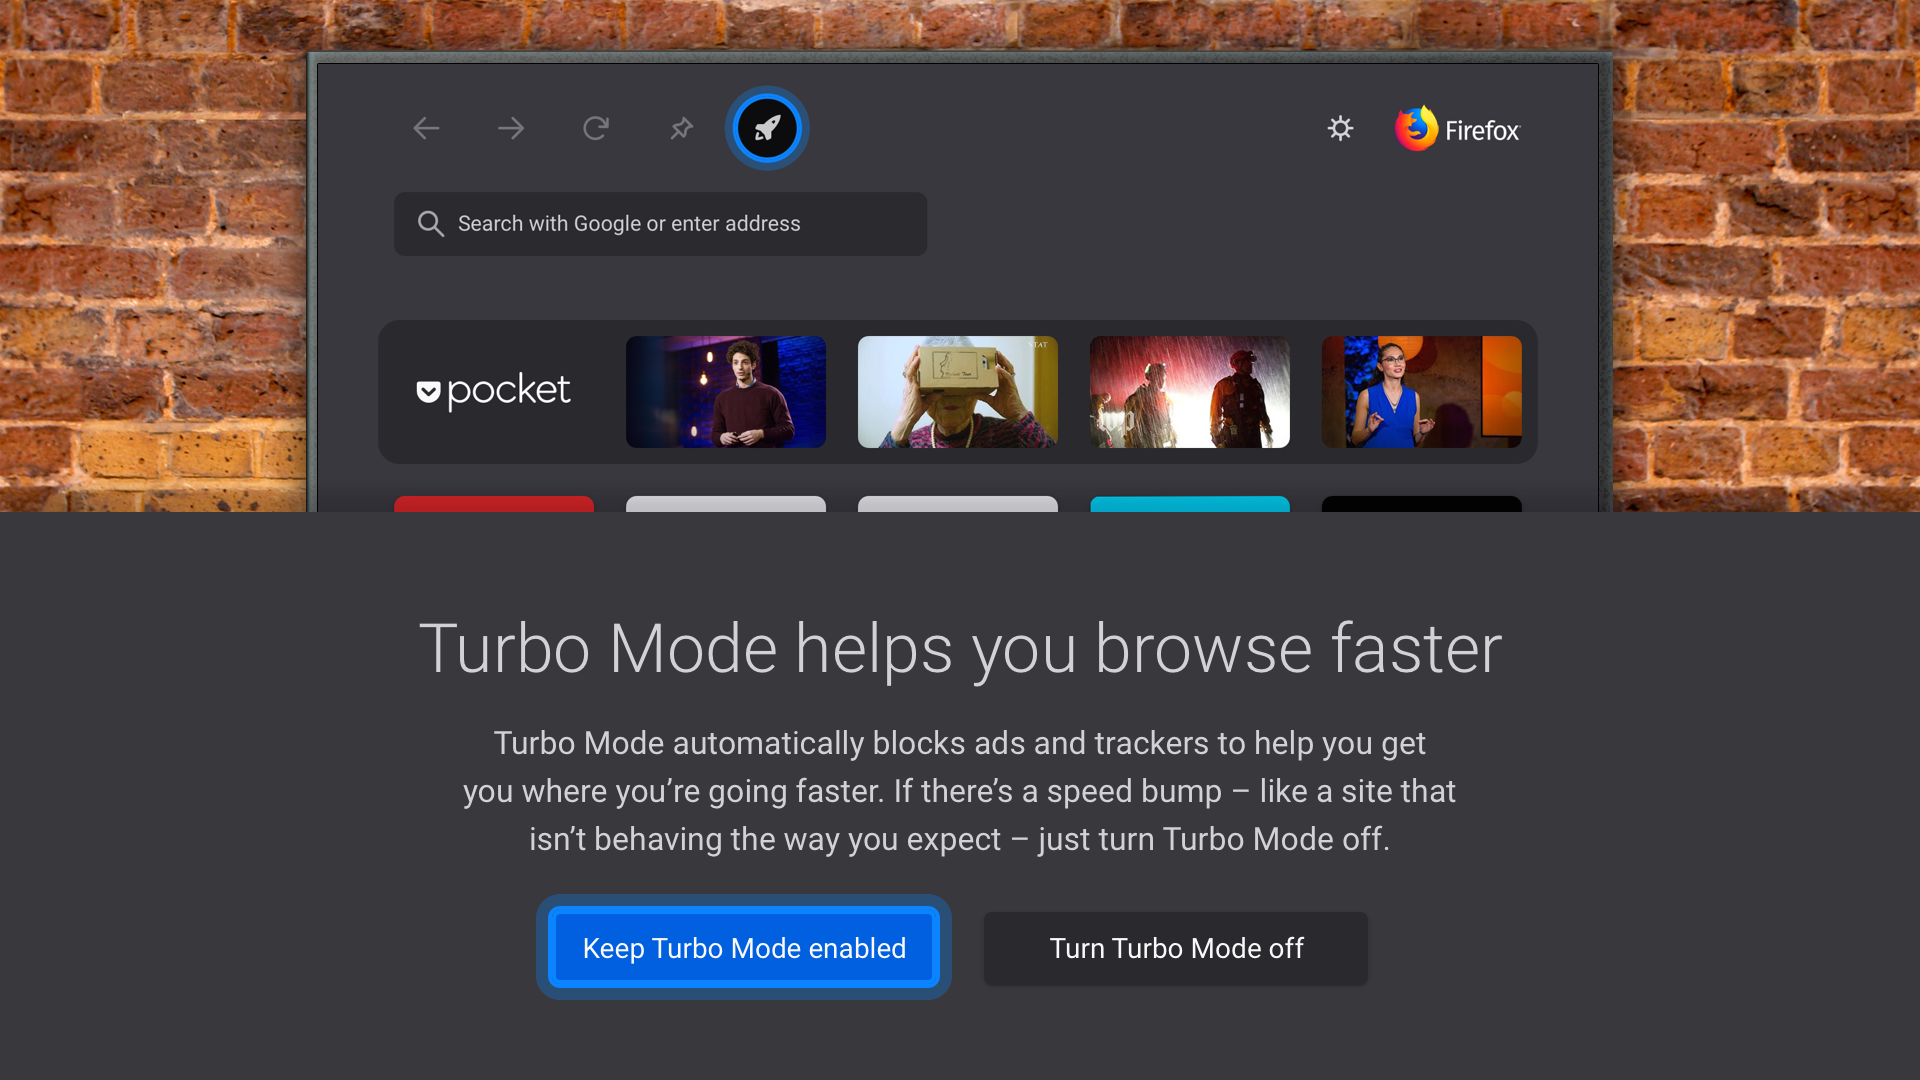 Firefox
Search with Google or enter address
pocket
STAT
Turbo Mode helps you browse faster
Turbo Mode automatically blocks ads and trackers to help you get
you where you’re going faster. If there’s a speed bump – like a site that
isn’t behaving the way you expect – just turn Turbo Mode off.
Keep Turbo Mode enabled
Turn Turbo Mode off